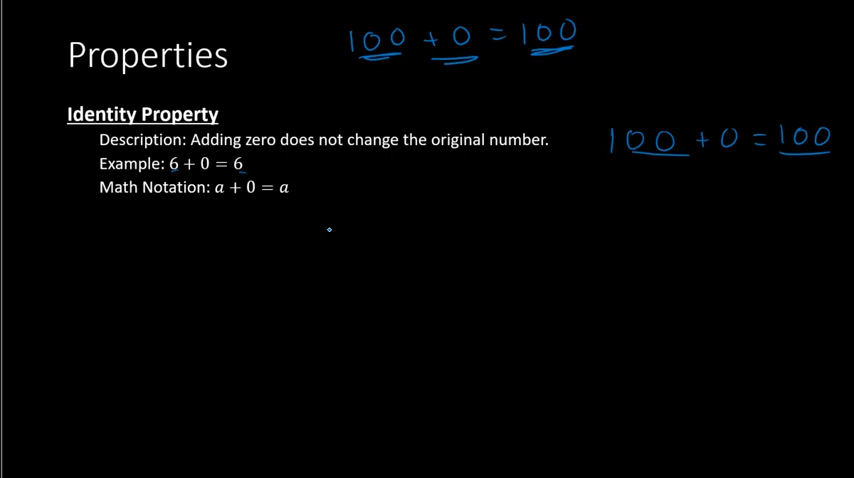 Properties
100 + 0 = 100
Identity Property
Description: Adding zero does not change the original number.
100 + 0 = 100
Example: 6 + 0 = 6
Math Notation: a + 0 = a